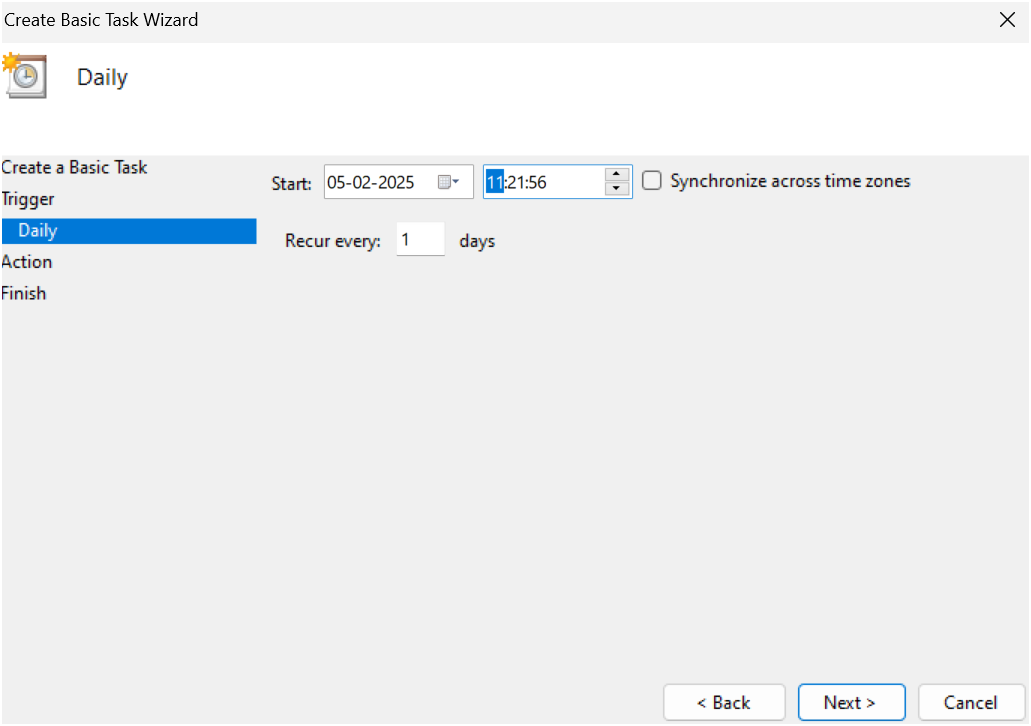 Create Basic Task Wizard
Daily
Create a Basic Task
Trigger
Daily
Action
Finish
Start: 05-02-2025 11:21:56 Synchronize across time zones
Recur every: 1 days
< Back Next > Cancel